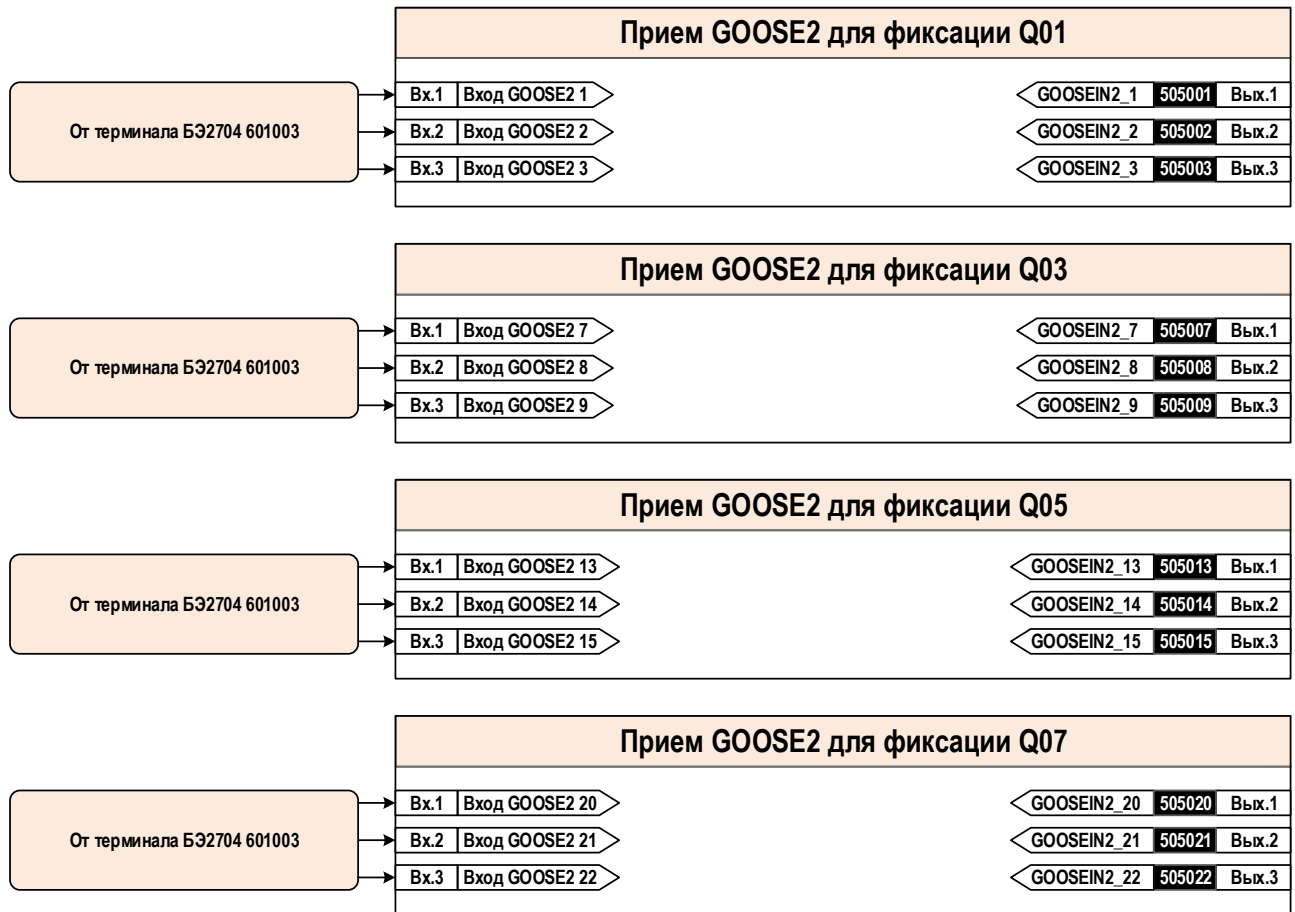 Прием GOOSE2 для фиксации Q01
От терминала БЭ2704 601003
Вх.1 Вход GOOSE2 1 GOOSEIN2_1 505001 Вых.1
Вх.2 Вход GOOSE2 2 GOOSEIN2_2 505002 Вых.2
Вх.3 Вход GOOSE2 3 GOOSEIN2_3 505003 Вых.3
Прием GOOSE2 для фиксации Q03
От терминала БЭ2704 601003
Вх.1 Вход GOOSE2 7 GOOSEIN2_7 505007 Вых.1
Вх.2 Вход GOOSE2 8 GOOSEIN2_8 505008 Вых.2
Вх.3 Вход GOOSE2 9 GOOSEIN2_9 505009 Вых.3
Прием GOOSE2 для фиксации Q05
От терминала БЭ2704 601003
Вх.1 Вход GOOSE2 13 GOOSEIN2_13 505013 Вых.1
Вх.2 Вход GOOSE2 14 GOOSEIN2_14 505014 Вых.2
Вх.3 Вход GOOSE2 15 GOOSEIN2_15 505015 Вых.3
Прием GOOSE2 для фиксации Q07
От терминала БЭ2704 601003
Вх.1 Вход GOOSE2 20 GOOSEIN2_20 505020 Вых.1
Вх.2 Вход GOOSE2 21 GOOSEIN2_21 505021 Вых.2
Вх.3 Вход GOOSE2 22 GOOSEIN2_22 505022 Вых.3